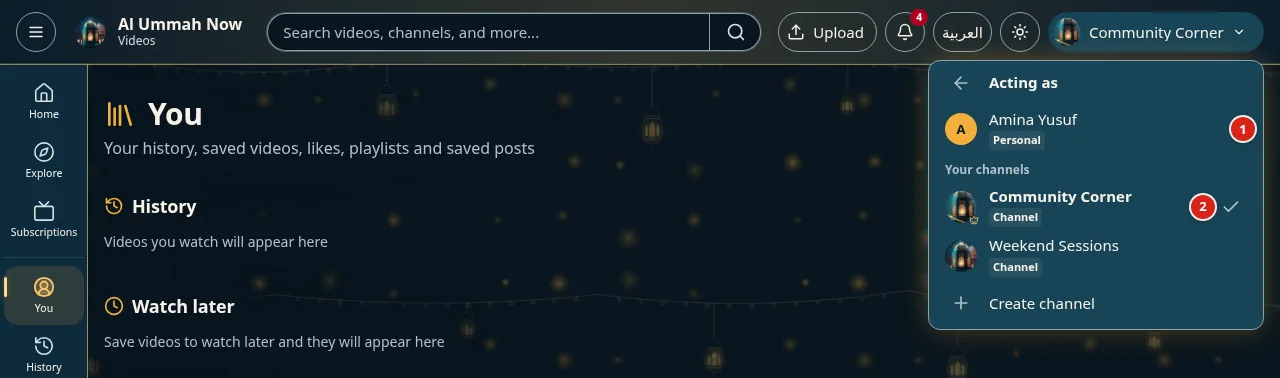 Al Ummah Now
Videos
Search videos, channels, and more...
Upload
4
العربية
Community Corner
Home
Explore
Subscriptions
You
History
You
Your history, saved videos, likes, playlists and saved posts
History
Videos you watch will appear here
Watch later
Save videos to watch later and they will appear here
Acting as
A
Amina Yusuf
Personal
1
Your channels
Community Corner
Channel
2
Weekend Sessions
Channel
Create channel